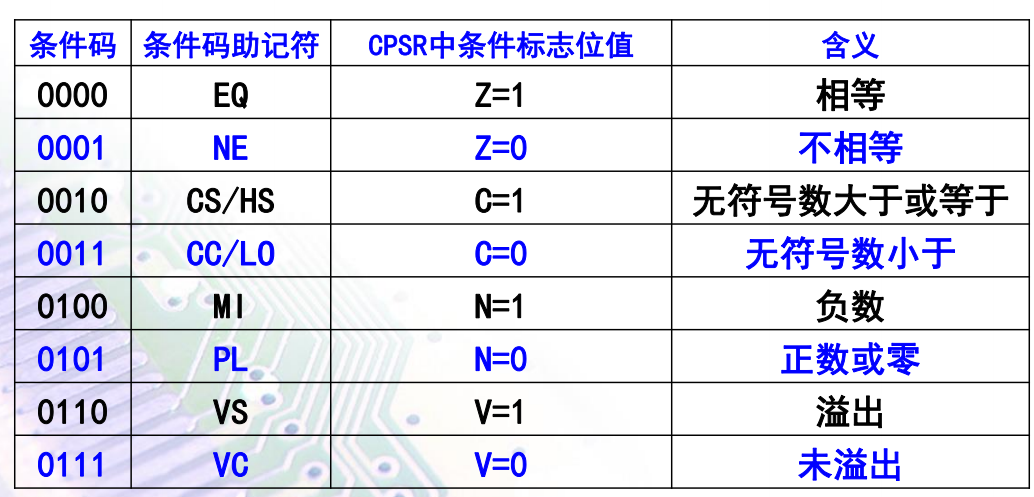 条件码 条件码助记符 CPSR中条件标志位值 含义
0000 EQ Z=1 相等
0001 NE Z=0 不相等
0010 CS/HS C=1 无符号数大于或等于
0011 CC/LO C=0 无符号数小于
0100 MI N=1 负数
0101 PL N=0 正数或零
0110 VS V=1 溢出
0111 VC V=0 未溢出